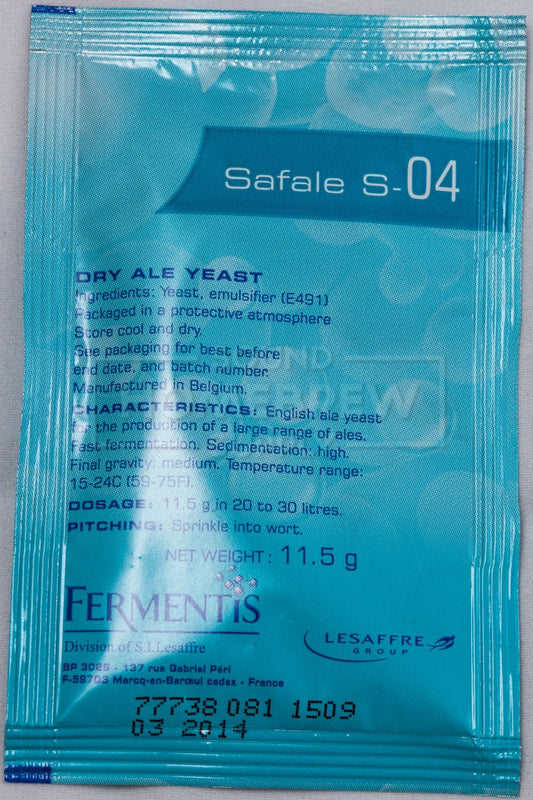 Safale S-04
DRY ALE YEAST
Ingredients: Yeast, emulsifier (E491)
Packaged in a protective atmosphere
Store cool and dry.
See packaging for best before
end date, and batch number.
Manufactured in Belgium.
CHARACTERISTICS: English ale yeast
for the production of a large range of ales.
Fast fermentation. Sedimentation: high.
Final gravity: medium. Temperature range:
15-24C (59-75F).
DOSAGE: 11.5 g in 20 to 30 litres.
PITCHING: Sprinkle into wort.
NET WEIGHT: 11.5 g
FERMENTIS
Division of S.I.Lesaffre
LESAFFRE
GROUP
BP 3029 - 137 rue Gabriel Péri
F-59703 Marcq-en-Barœul cedex - France
77738 081 1509
03 2014